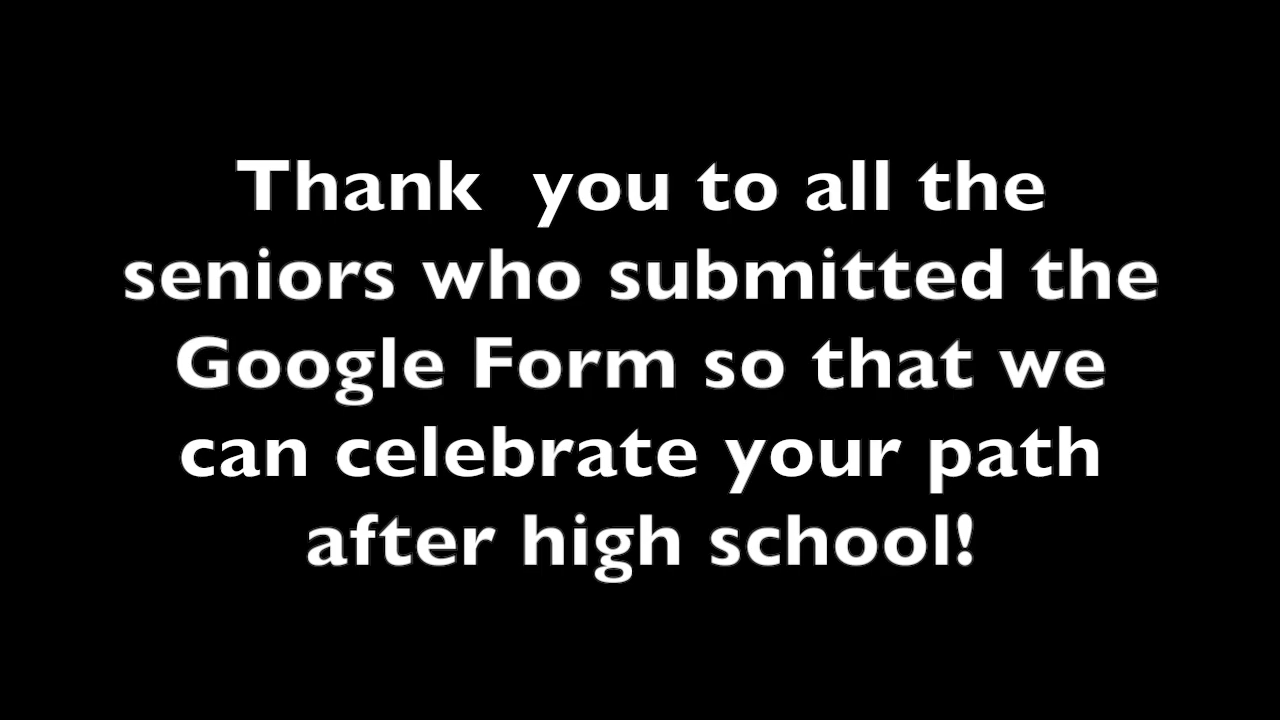 Thank  you to all the
seniors who submitted the
Google Form so that we
can celebrate your path
after high school!